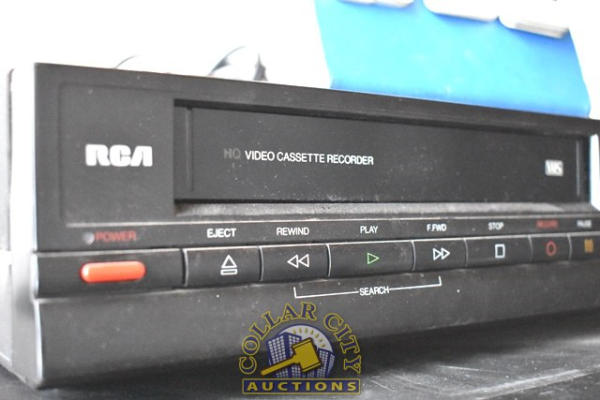 RCA
HQ VIDEO CASSETTE RECORDER
VHS
POWER
EJECT
REWIND
PLAY
F.FWD
STOP
RECORD
PAUSE
SEARCH
COLLAR CITY
AUCTIONS